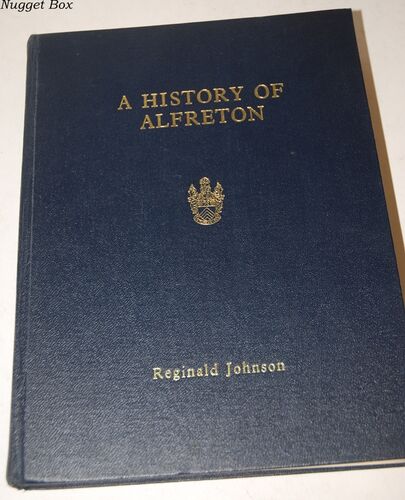 Nugget Box
A HISTORY OF
ALFRETON
Reginald Johnson